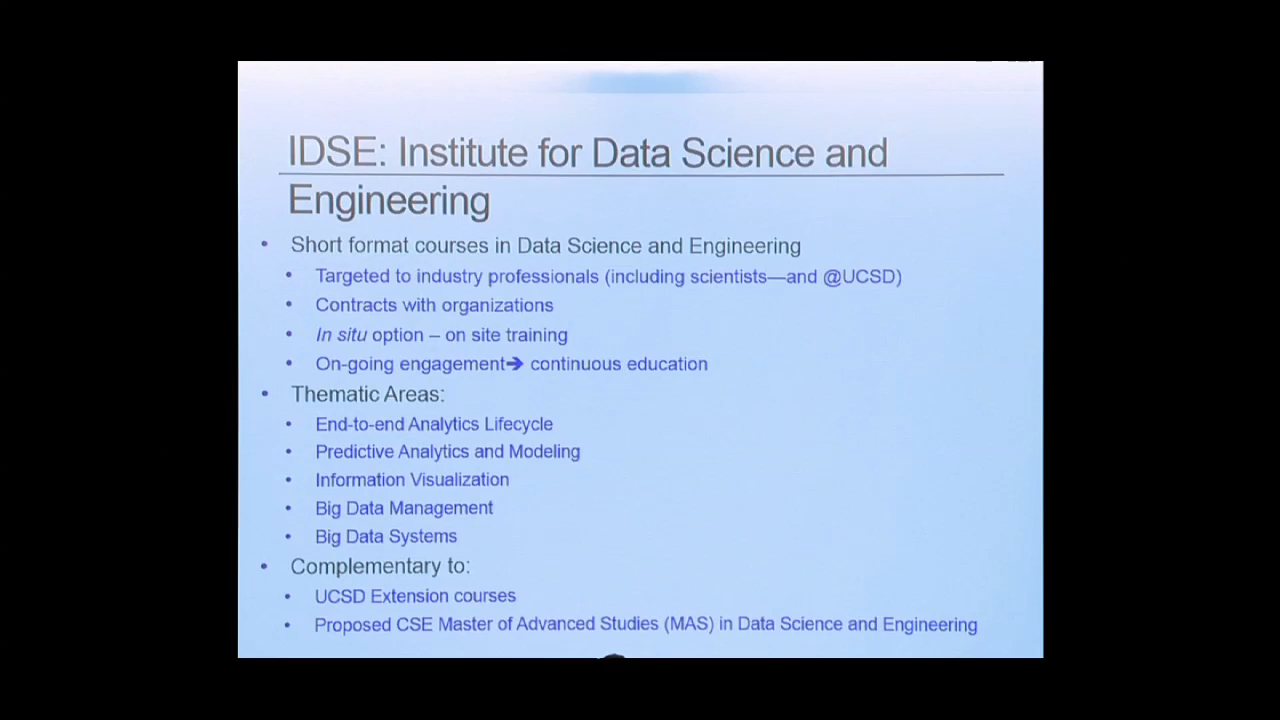 IDSE: Institute for Data Science and
Engineering
• Short format courses in Data Science and Engineering
• Targeted to industry professionals (including scientists—and @UCSD)
• Contracts with organizations
• In situ option – on site training
• On-going engagement➔ continuous education
• Thematic Areas:
• End-to-end Analytics Lifecycle
• Predictive Analytics and Modeling
• Information Visualization
• Big Data Management
• Big Data Systems
• Complementary to:
• UCSD Extension courses
• Proposed CSE Master of Advanced Studies (MAS) in Data Science and Engineering